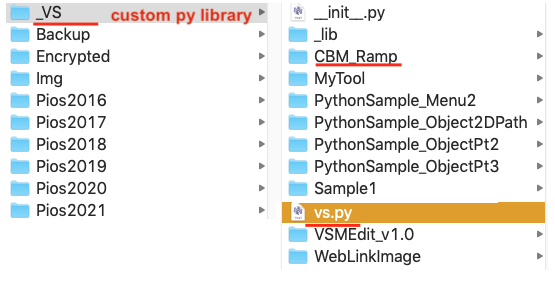 _VS custom py library
Backup
Encrypted
Img
Pios2016
Pios2017
Pios2018
Pios2019
Pios2020
Pios2021
__init__.py
_lib
CBM_Ramp
MyTool
PythonSample_Menu2
PythonSample_Object2DPath
PythonSample_ObjectPt2
PythonSample_ObjectPt3
Sample1
vs.py
VSMEdit_v1.0
WebLinkImage